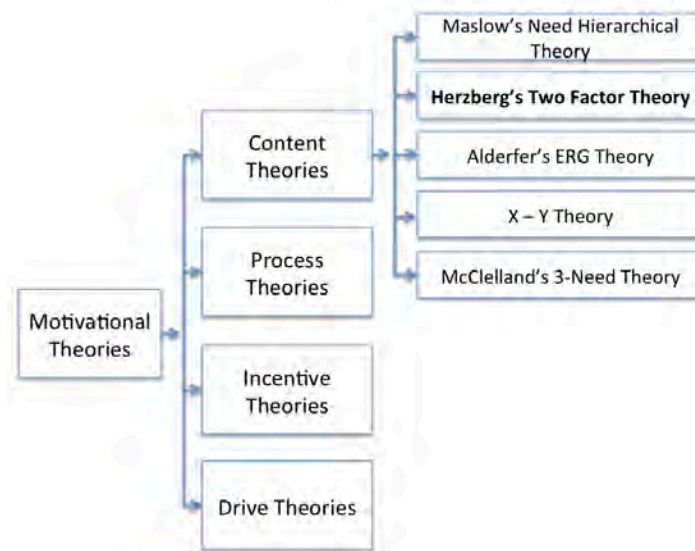 Motivational
Theories
Content
Theories
Process
Theories
Incentive
Theories
Drive Theories
Maslow's Need Hierarchical
Theory
Herzberg's Two Factor Theory
Alderfer's ERG Theory
X – Y Theory
McClelland's 3-Need Theory